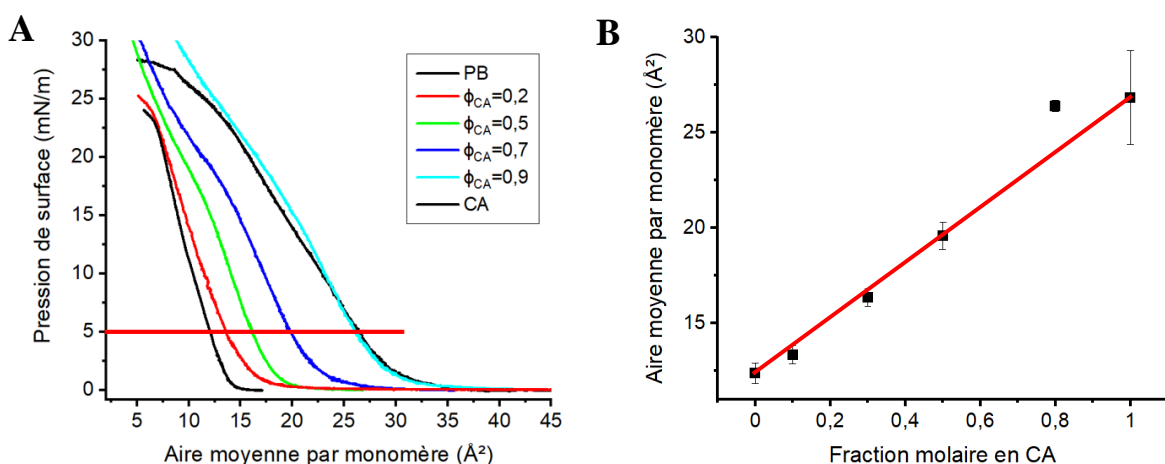 A
Pression de surface (mN/m)
30
25
20
15
10
5
0
5 10 15 20 25 30 35 40 45
Aire moyenne par monomère (Å²)
PB
ϕCA=0,2
ϕCA=0,5
ϕCA=0,7
ϕCA=0,9
CA
B
Aire moyenne par monomère (Å²)
30
25
20
15
0 0,2 0,4 0,6 0,8 1
Fraction molaire en CA